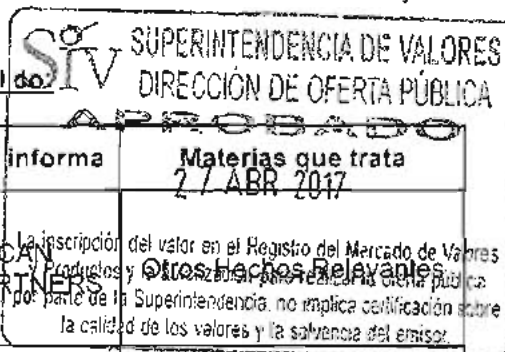 SIV SUPERINTENDENCIA DE VALORES
DIRECCIÓN DE OFERTA PÚBLICA
APROBADO
informa
Materias que trata
27 ABR 2017
La inscripción del valor en el Registro del Mercado de Valores
y Productos y la autorización para realizar la oferta pública
Otros Hechos Relevantes
por parte de la Superintendencia, no implica certificación sobre
la calidad de los valores y la solvencia del emisor.